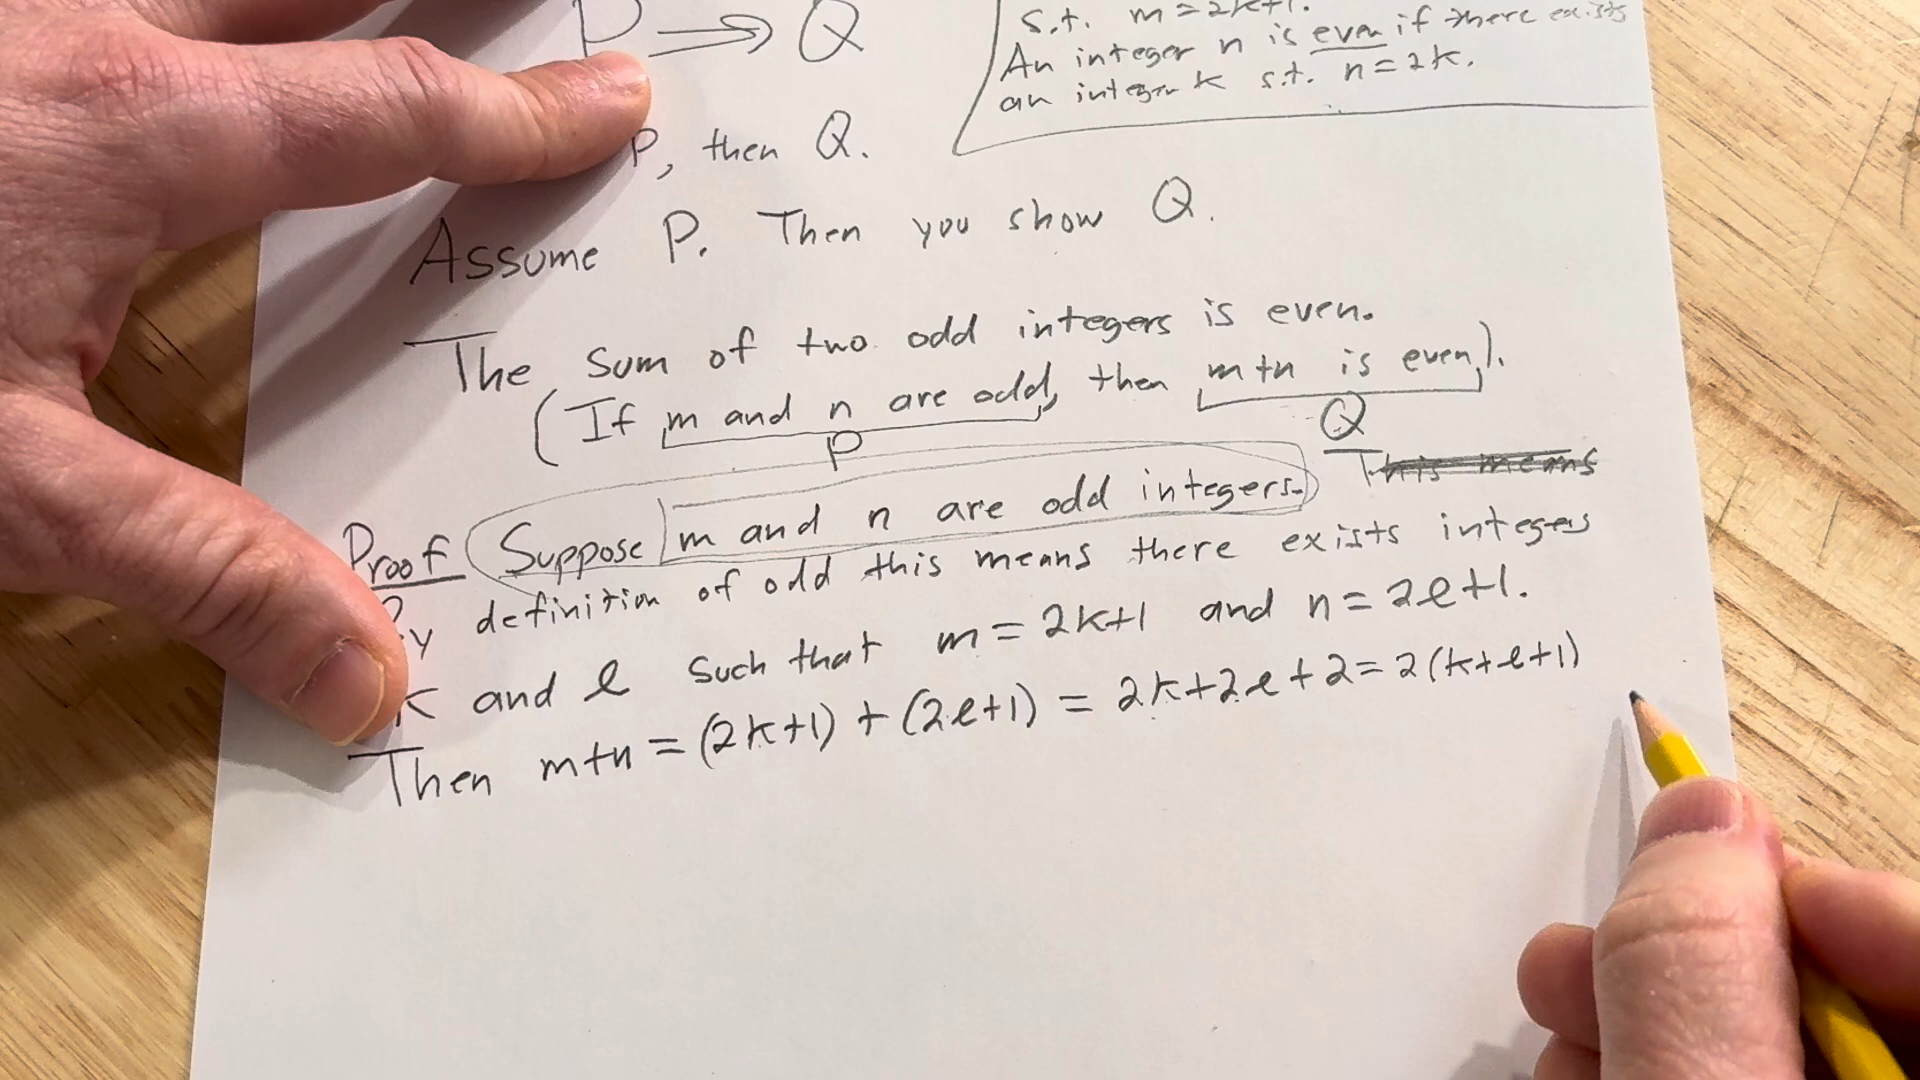 P ⟹ Q
s.t. m = 2k+1.
An integer n is even if there exists
an integer k s.t. n = 2k.
P, then Q.
Assume P. Then you show Q.
The sum of two odd integers is even.
(If m and n are odd, then m+n is even).
P
Q
Proof Suppose m and n are odd integers. This means
By definition of odd this means there exists integers
k and ℓ such that m = 2k+1 and n = 2ℓ+1.
Then m+n = (2k+1) + (2ℓ+1) = 2k+2ℓ+2 = 2(k+ℓ+1)